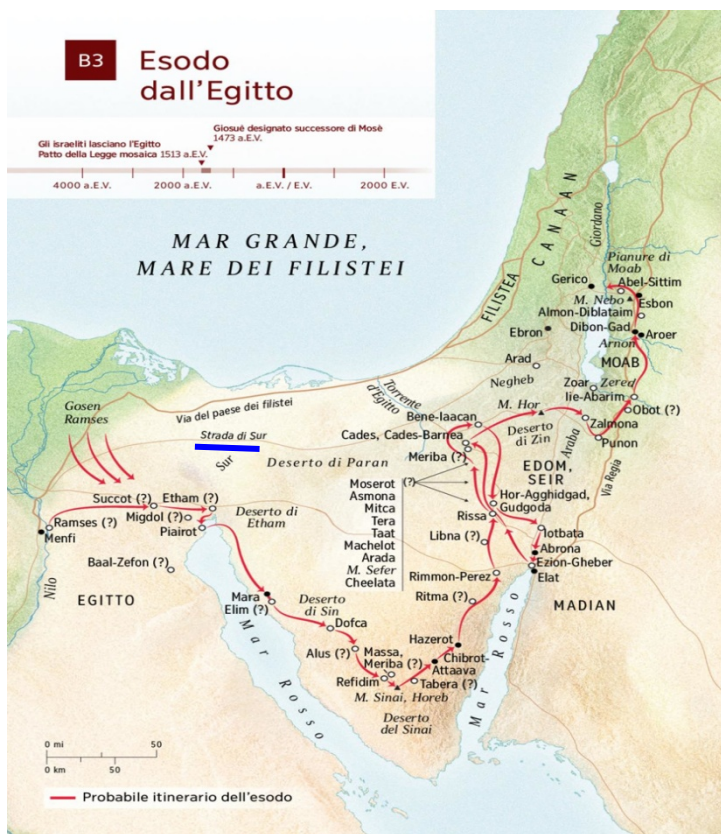 B3
Esodo
dall'Egitto
Giosuè designato successore di Mosè
1473 a.E.V.
Gli israeliti lasciano l'Egitto
Patto della Legge mosaica 1513 a.E.V.
4000 a.E.V.
2000 a.E.V.
a.E.V. / E.V.
2000 E.V.
MAR GRANDE,
MARE DEI FILISTEI
CANAAN
Giordano
FILISTEA
Pianure di
Moab
Gerico
Abel-Sittim
M. Nebo
Esbon
Almon-Diblataim
Ebron
Dibon-Gad
Aroer
Arnon
Arad
MOAB
Negheb
Zoar
Zered
Iie-Abarim
Torrente
d'Egitto
M. Hor
Obot (?)
Gosen
Ramses
Via del paese dei filistei
Bene-Iaacan
Zalmona
Strada di Sur
Cades, Cades-Barnea
Deserto
di Zin
Araba
Punon
Sur
Deserto di Paran
Meriba (?)
EDOM,
SEIR
Via Regia
Moserot
(?)
Asmona
Mitca
Tera
Taat
Machelot
Arada
M. Sefer
Cheelata
Hor-Agghidgad,
Gudgoda
Succot (?)
Etham (?)
Rissa
Migdol (?)
Deserto di
Etham
Ramses (?)
Piairot
Libna (?)
Iotbata
Menfi
Abrona
Baal-Zefon (?)
Ezion-Gheber
Nilo
Rimmon-Perez
Elat
EGITTO
Mara
Elim (?)
Deserto
di Sin
Ritma (?)
MADIAN
Dofca
Hazerot
Alus (?)
Massa,
Meriba (?)
Chibrot-
Attaava
Refidim
Tabera (?)
M. Sinai, Horeb
Mar Rosso
Mar Rosso
Deserto
del Sinai
0 mi
50
0 km
50
Probabile itinerario dell'esodo